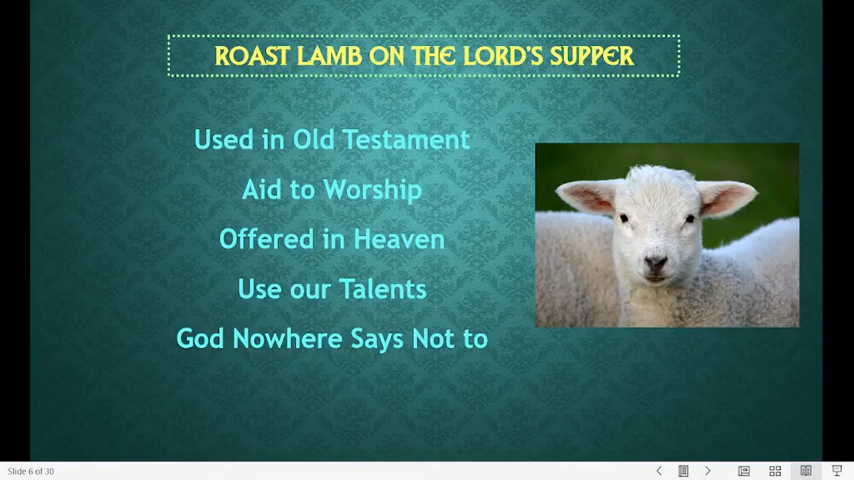 ROAST LAMB ON THE LORD'S SUPPER
Used in Old Testament
Aid to Worship
Offered in Heaven
Use our Talents
God Nowhere Says Not to
Slide 6 of 30